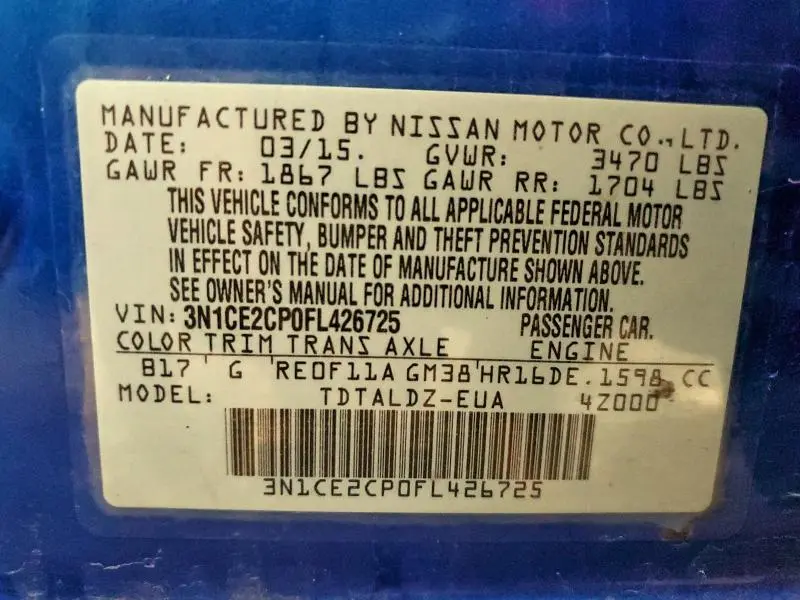 MANUFACTURED BY NISSAN MOTOR CO., LTD.
DATE: 03/15. GVWR: 3470 LBS
GAWR FR: 1867 LBS GAWR RR: 1704 LBS
THIS VEHICLE CONFORMS TO ALL APPLICABLE FEDERAL MOTOR
VEHICLE SAFETY, BUMPER AND THEFT PREVENTION STANDARDS
IN EFFECT ON THE DATE OF MANUFACTURE SHOWN ABOVE.
SEE OWNER'S MANUAL FOR ADDITIONAL INFORMATION.
VIN: 3N1CE2CP0FL426725 PASSENGER CAR.
COLOR TRIM TRANS AXLE ENGINE
B17 G RE0F11A GM38 HR16DE.1598 CC
MODEL: TDTALDZ-EUA 4Z000
3N1CE2CP0FL426725